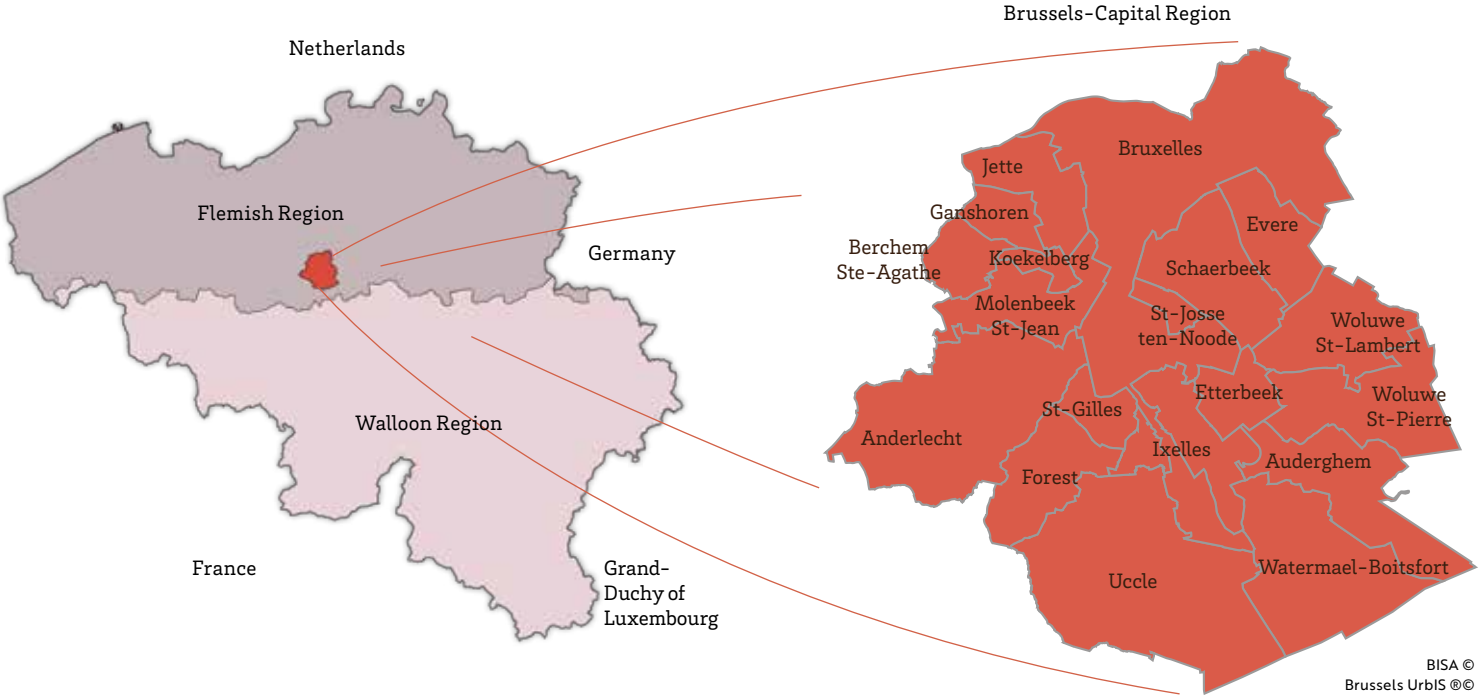 Brussels-Capital Region
Netherlands
Flemish Region
Germany
Walloon Region
France
Grand-
Duchy of
Luxembourg
Bruxelles
Jette
Ganshoren
Evere
Berchem
Ste-Agathe
Koekelberg
Schaerbeek
Molenbeek
St-Jean
St-Josse
ten-Noode
Woluwe
St-Lambert
Etterbeek
Woluwe
St-Pierre
St-Gilles
Anderlecht
Ixelles
Auderghem
Forest
Uccle
Watermael-Boitsfort
BISA ©
Brussels UrbIS ®©